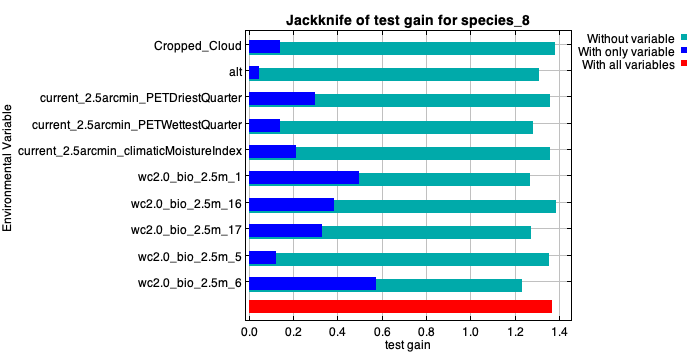 Jackknife of test gain for species_8
Without variable
With only variable
With all variables
Environmental Variable
Cropped_Cloud
alt
current_2.5arcmin_PETDriestQuarter
current_2.5arcmin_PETWettestQuarter
current_2.5arcmin_climaticMoistureIndex
wc2.0_bio_2.5m_1
wc2.0_bio_2.5m_16
wc2.0_bio_2.5m_17
wc2.0_bio_2.5m_5
wc2.0_bio_2.5m_6
0.0 0.2 0.4 0.6 0.8 1.0 1.2 1.4
test gain